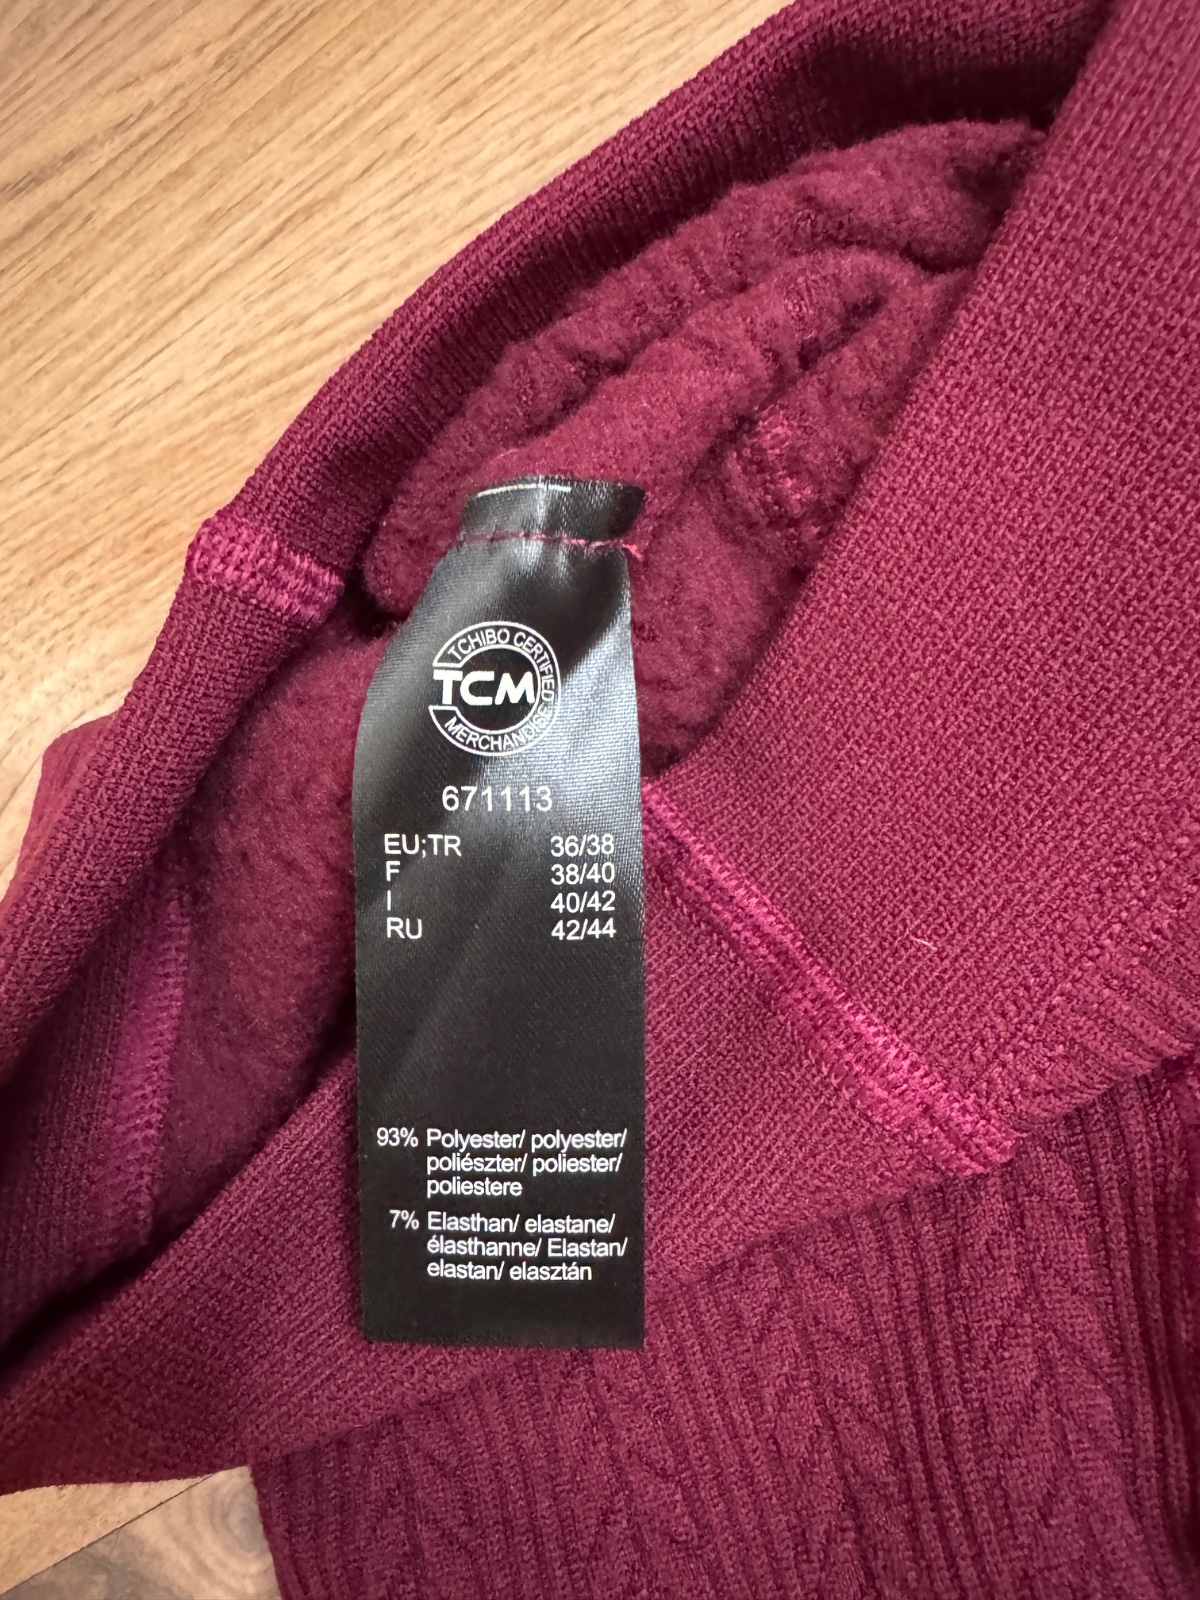 TCHIBO CERTIFIED
TCM
MERCHANDISE
671113
EU;TR 36/38
F 38/40
I 40/42
RU 42/44
93% Polyester/ polyester/
poliészter/ poliester/
poliestere
7% Elasthan/ elastane/
élasthanne/ Elastan/
elastan/ elasztán